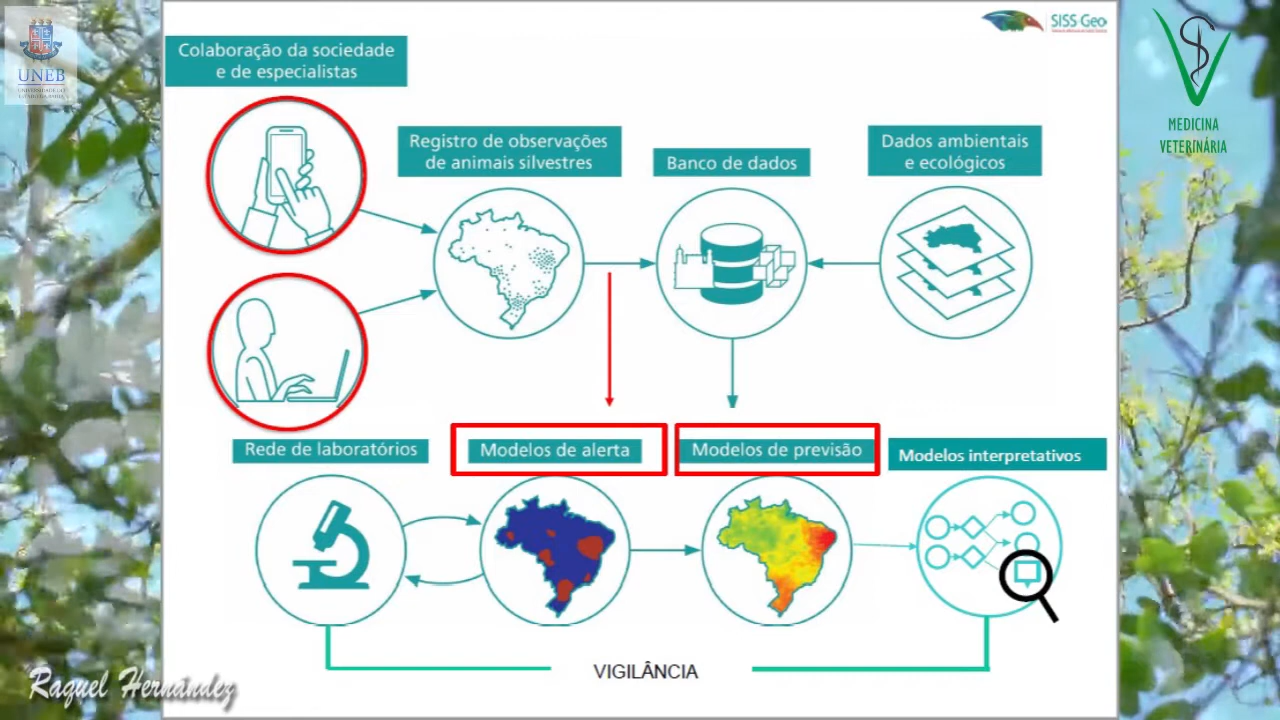 UNEB
SISS-Geo
MEDICINA
VETERINÁRIA
Colaboração da sociedade
e de especialistas
Registro de observações
de animais silvestres
Banco de dados
Dados ambientais
e ecológicos
Rede de laboratórios
Modelos de alerta
Modelos de previsão
Modelos interpretativos
VIGILÂNCIA
Raquel Hernández